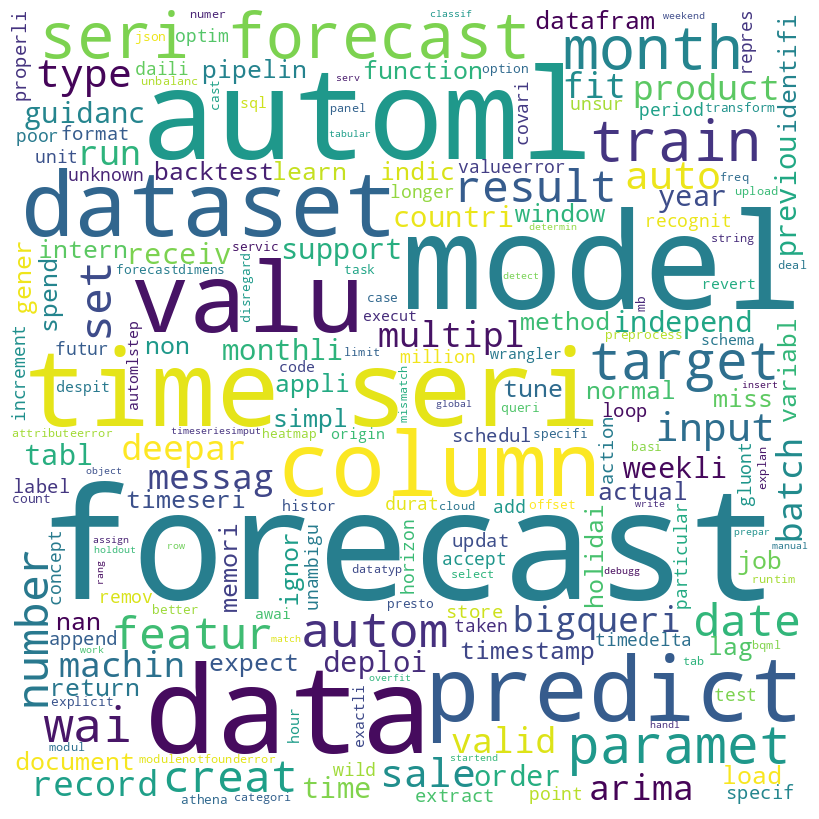 numer
classif
weekend
seri forecast
json
optim
datafram
month
repres
properli
automl
type
daili
pipelin
function
option
fit
product
unbalanc
cast
sql
serv
panel
tabular
covari
unsur
period
transform
previou
identifi
guidanc
poor
format
run
train
unit
unknown
backtest
learn
indic
valueerror
auto
freq
dataset
result
year
upload
longer
countri
window
recognit
determin
string
intern
receiv
servic
support
model
independ
detect
deal
gener
spend
set
forecastdimens
task
revert
disregard
valu
case
execut
multipl
method
mb
preprocess
increment
automlstep
futur
non
monthli
limit
code
million
wrangler
target
schema
variabl
despit
time seri
appli
tune
normal
miss
insert
mismatch
global
queri
simpl
loop
attributeerror
timeseriesimput
heatmap
origin
schedul
specifi
action
basi
input
tabl
deepar
column
messag
weekli
gluont
explan
batch
label
object
count
timeseri
histor
durat
cloud
add
offset
actual
write
prepar
manual
concept
assign
holdout
row
rang
forecast
memori
ignor
unambigu
datatyp
horizon
updat
accept
select
holidai
particular
job
debugg
runtim
number
remov
better
awai
presto
store
nan
work
match
autom
taken
bigqueri
date
append
featur
timestamp
timedelta
lag
bqml
machin
expect
deploi
tab
return
explicit
overfit
test
data
predict
wai
hour
exactli
handl
modul
document
modulenotfounderror
valid
paramet
startend
record
creat
wild
sale
order
load
time
arima
athena
categori
extract
point
specif